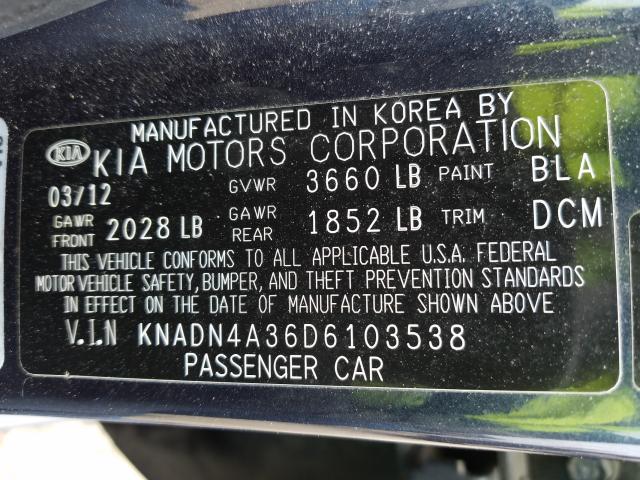 MANUFACTURED IN KOREA BY
KIA KIA MOTORS CORPORATION
03/12 GVWR 3660 LB PAINT BLA
GAWR FRONT 2028 LB GAWR REAR 1852 LB TRIM DCM
THIS VEHICLE CONFORMS TO ALL APPLICABLE U.S.A. FEDERAL
MOTOR VEHICLE SAFETY, BUMPER, AND THEFT PREVENTION STANDARDS
IN EFFECT ON THE DATE OF MANUFACTURE SHOWN ABOVE
V.I.N KNADN4A36D6103538
PASSENGER CAR